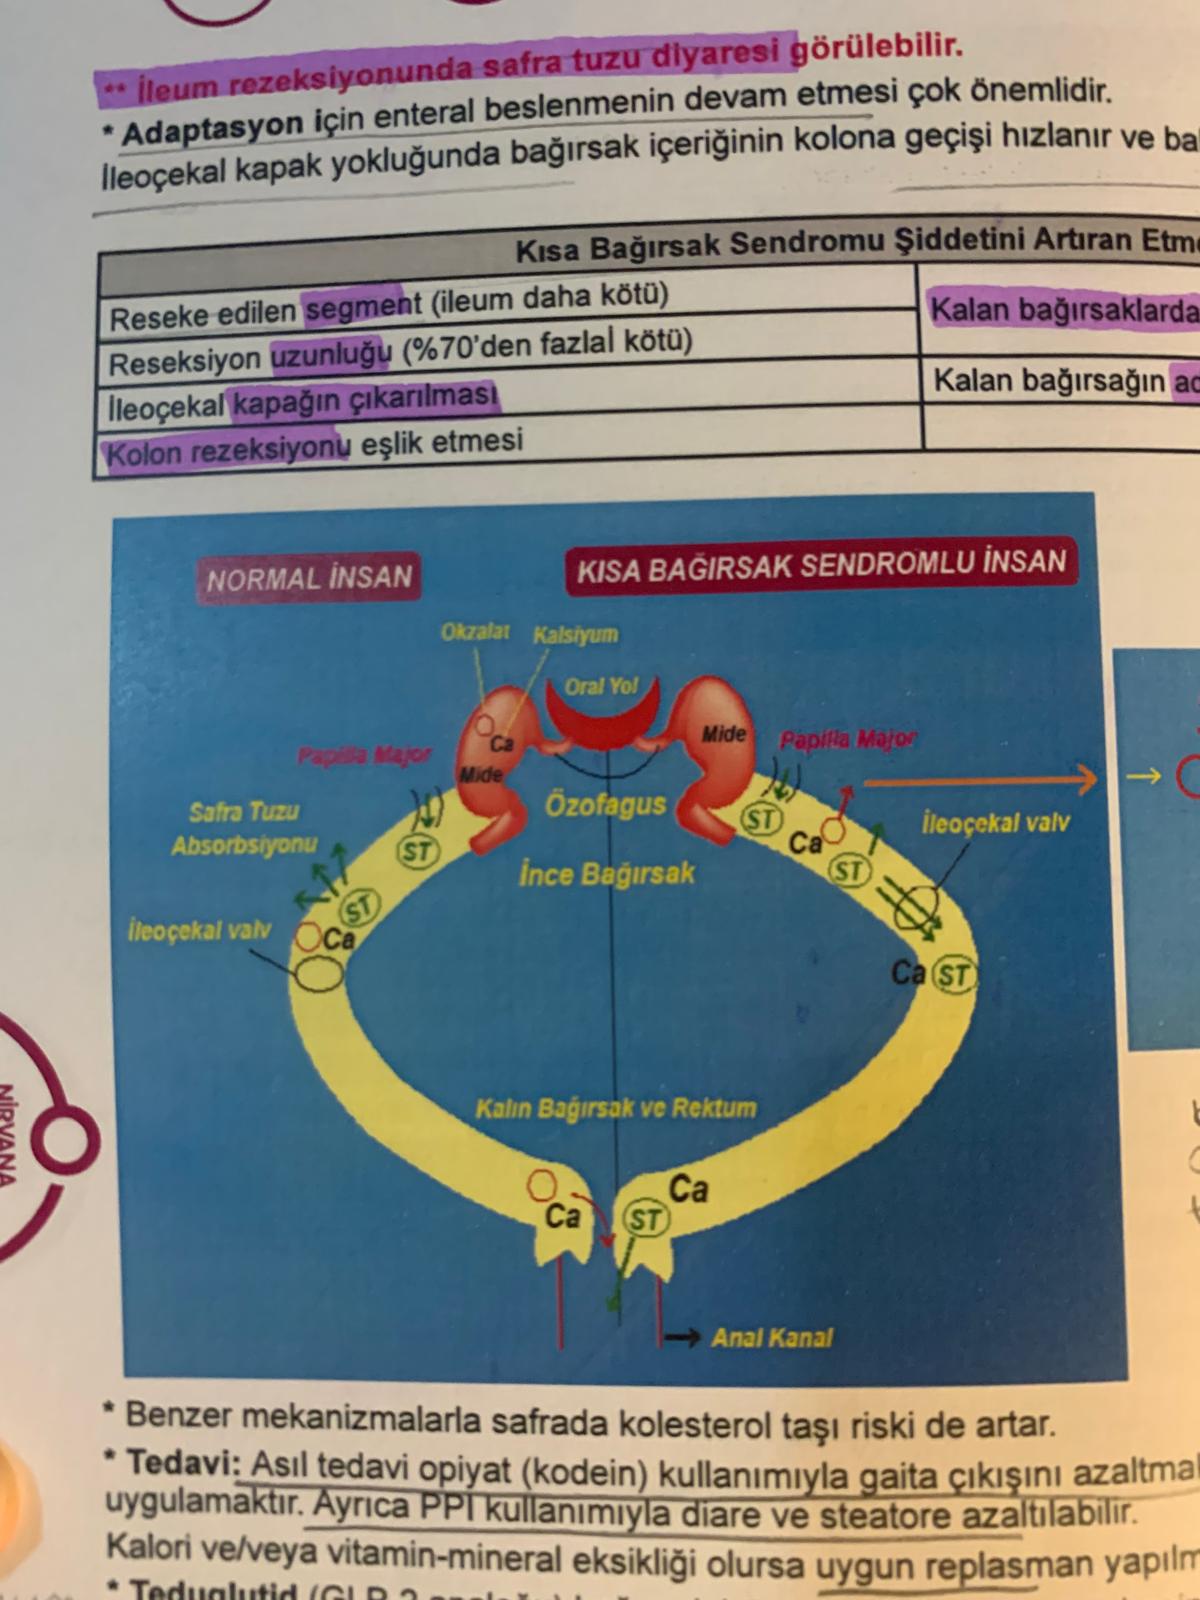 ** İleum rezeksiyonunda safra tuzu diyaresi görülebilir.
* Adaptasyon için enteral beslenmenin devam etmesi çok önemlidir.
İleoçekal kapak yokluğunda bağırsak içeriğinin kolona geçişi hızlanır ve ba
Kısa Bağırsak Sendromu Şiddetini Artıran Etm
Reseke edilen segment (ileum daha kötü)
Kalan bağırsaklarda
Reseksiyon uzunluğu (%70'den fazlal kötü)
İleoçekal kapağın çıkarılması
Kalan bağırsağın ad
Kolon rezeksiyonu eşlik etmesi
NORMAL İNSAN
KISA BAĞIRSAK SENDROMLU İNSAN
Okzalat Kalsiyum
Oral Yol
Ca
Mide
Mide
Papilla Major
Papilla Major
Safra Tuzu
Absorbsiyonu
Özofagus
ST
ST
Ca
İleoçekal valv
İnce Bağırsak
ST
ST
İleoçekal valv
Ca
Ca ST
Kalın Bağırsak ve Rektum
Ca
Ca
ST
Anal Kanal
NİRVANA
* Benzer mekanizmalarla safrada kolesterol taşı riski de artar.
* Tedavi: Asıl tedavi opiyat (kodein) kullanımıyla gaita çıkışını azaltmal
uygulamaktır. Ayrıca PPI kullanımıyla diare ve steatore azaltılabilir.
Kalori ve/veya vitamin-mineral eksikliği olursa uygun replasman yapılm
* Teduglutid (GLP-2